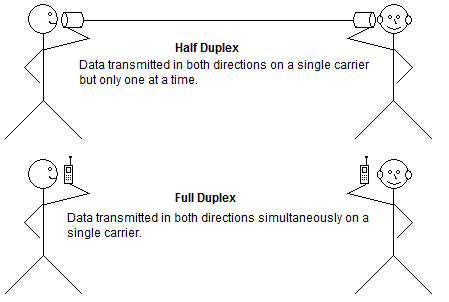 Half Duplex
Data transmitted in both directions on a single carrier
but only one at a time.
Full Duplex
Data transmitted in both directions simultaneously on a
single carrier.